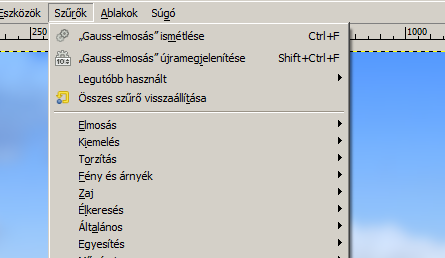 Eszközök Szűrők Ablakok Súgó
250 1000
„Gauss-elmosás” ismétlése Ctrl+F
„Gauss-elmosás” újramegjelenítése Shift+Ctrl+F
Legutóbb használt
Összes szűrő visszaállítása
Elmosás
Kiemelés
Torzítás
Fény és árnyék
Zaj
Élkeresés
Általános
Egyesítés